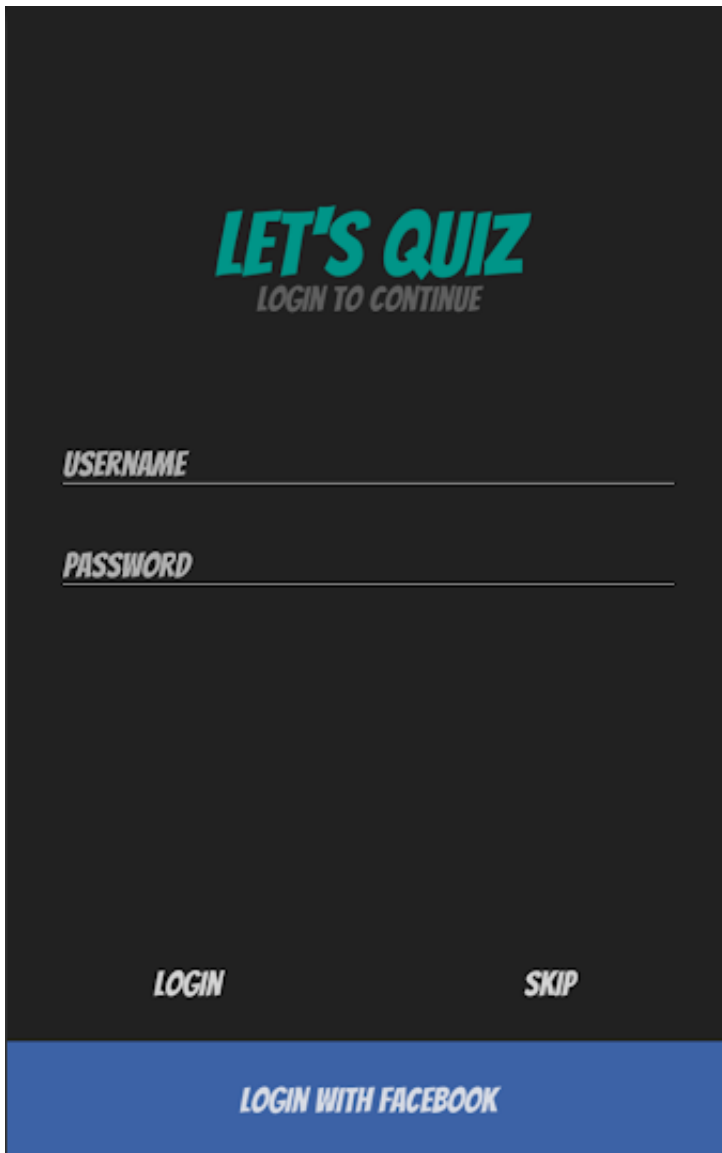 LET'S QUIZ
LOGIN TO CONTINUE
USERNAME
PASSWORD
LOGIN SKIP
LOGIN WITH FACEBOOK